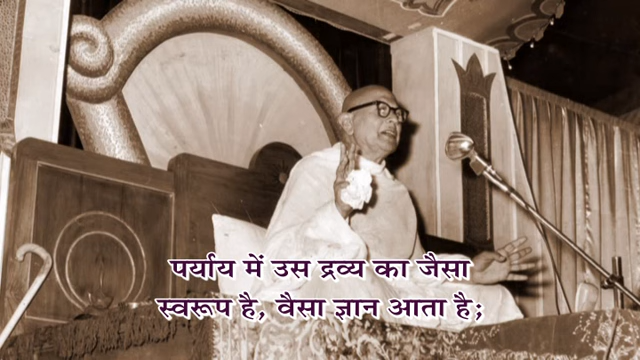 पर्याय में उस द्रव्य का जैसा
स्वरूप है, वैसा ज्ञान आता है;